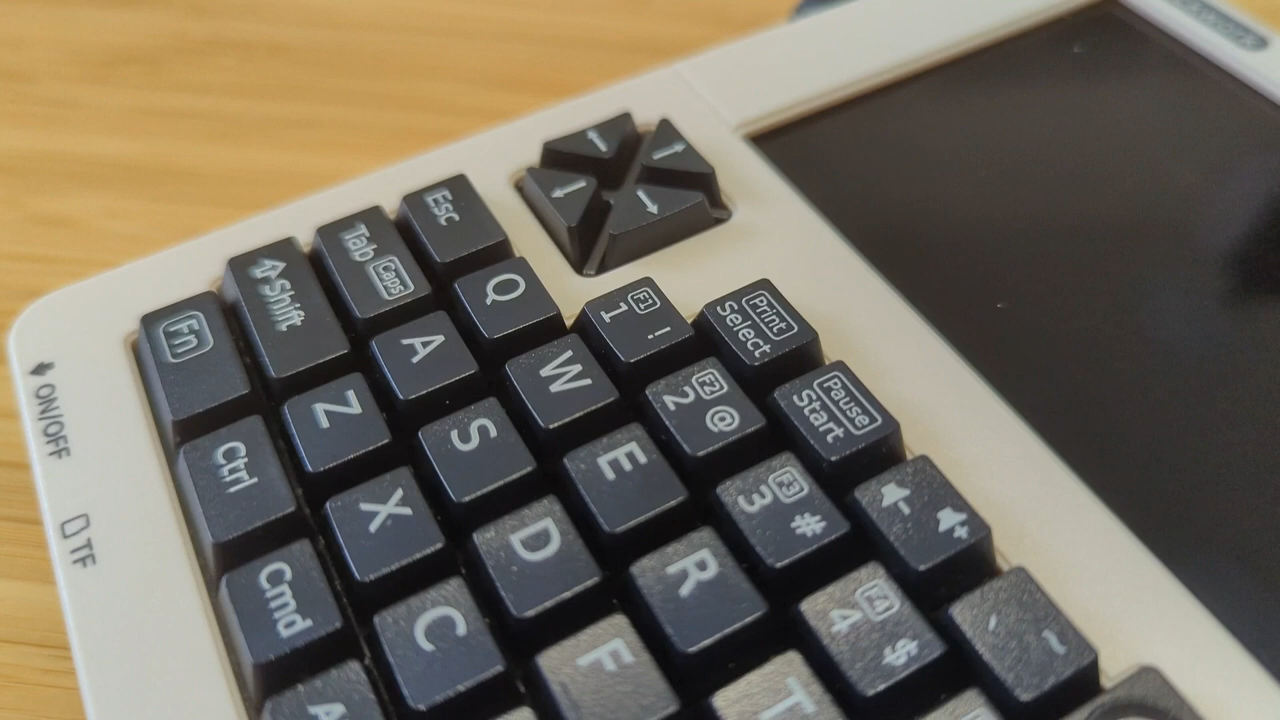 ← ↑ ↓ →
Print
Select
Pause
Start
F1
1 !
F2
2 @
F3
3 #
F4
4 $
` ~
Esc
Q
W
E
R
T
Tab Caps
A
S
D
F
⇧Shift
Z
X
C
Fn
Ctrl
Cmd
ON/OFF
TF